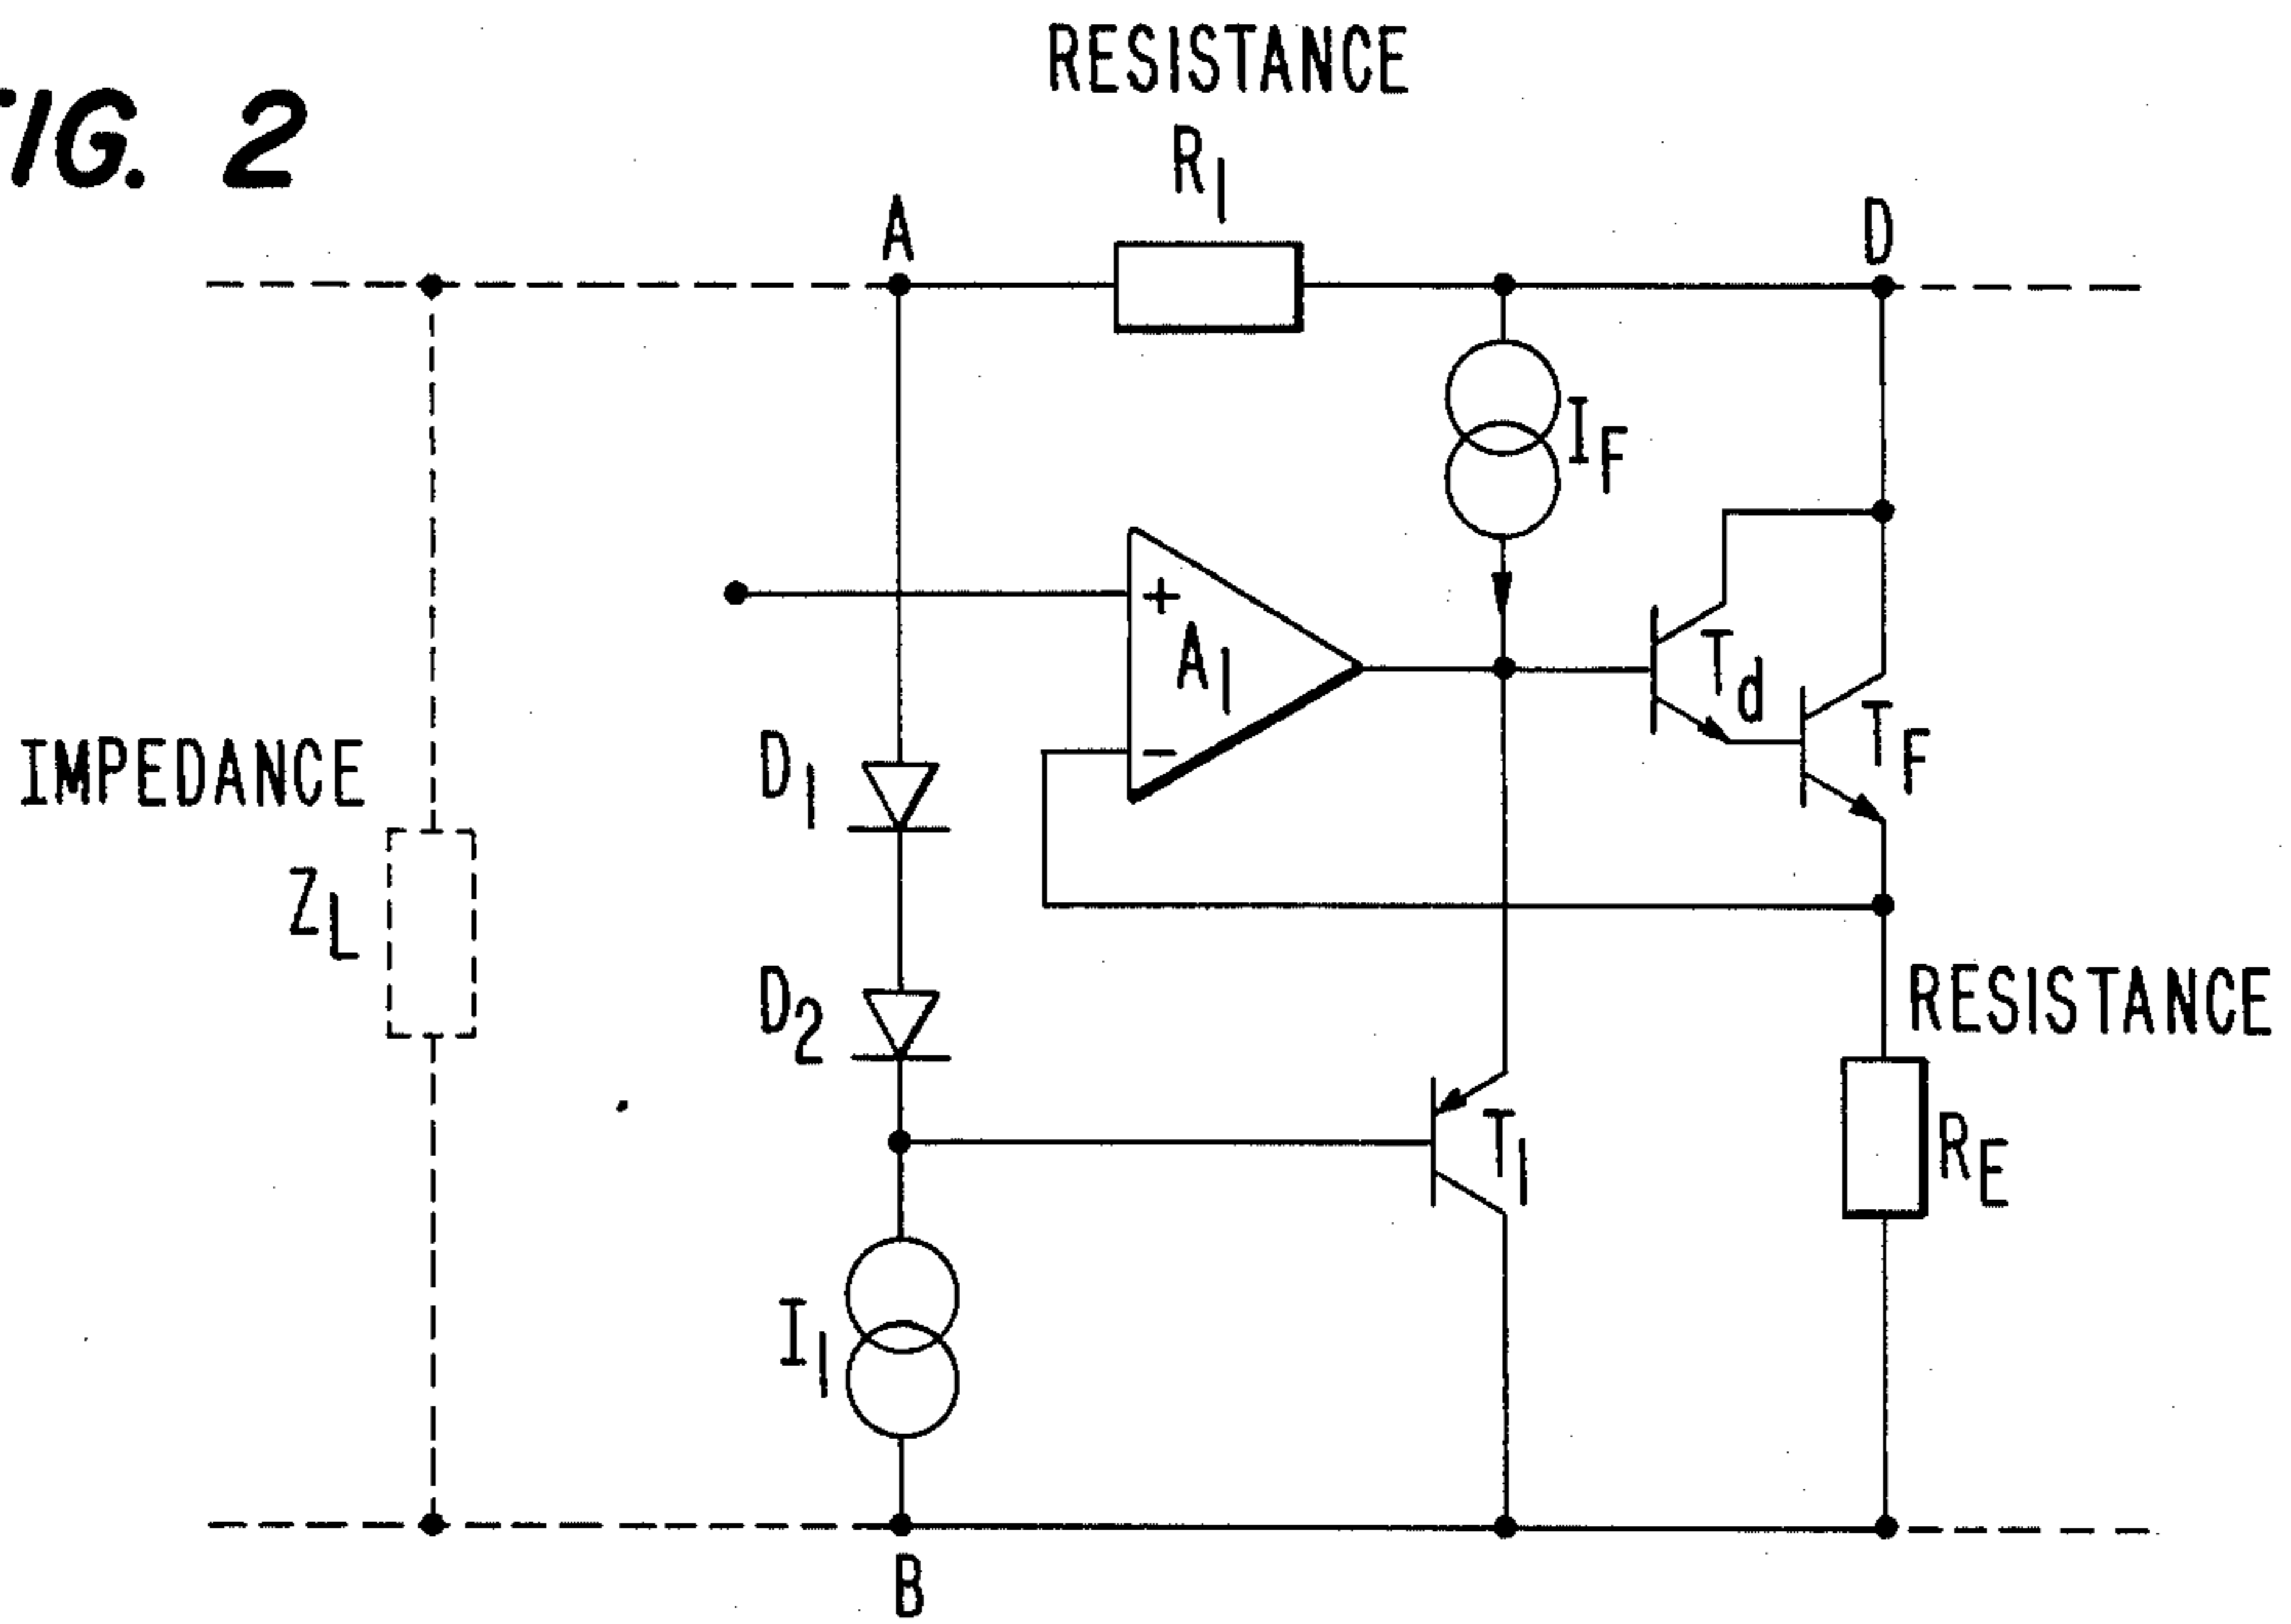 FIG. 2
RESISTANCE
R1
A
D
IF
+
A1
−
Td
TF
D1
IMPEDANCE
ZL
D2
RESISTANCE
RE
T1
I1
B